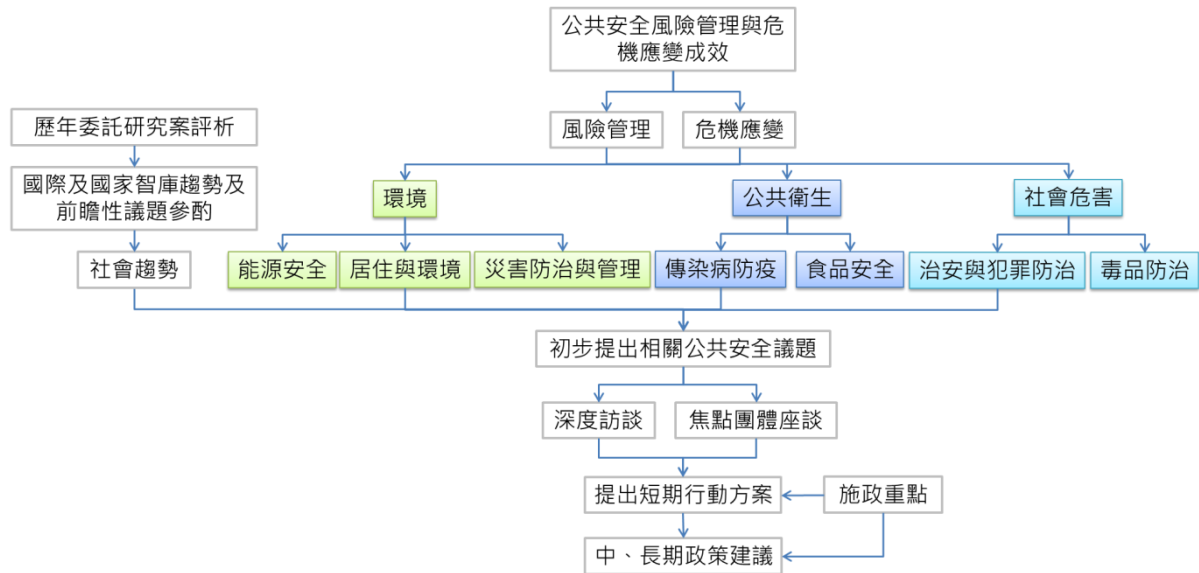 公共安全風險管理與危
機應變成效
歷年委託研究案評析
風險管理
危機應變
國際及國家智庫趨勢及
前瞻性議題參酌
環境
公共衛生
社會危害
社會趨勢
能源安全
居住與環境
災害防治與管理
傳染病防疫
食品安全
治安與犯罪防治
毒品防治
初步提出相關公共安全議題
深度訪談
焦點團體座談
提出短期行動方案
施政重點
中、長期政策建議